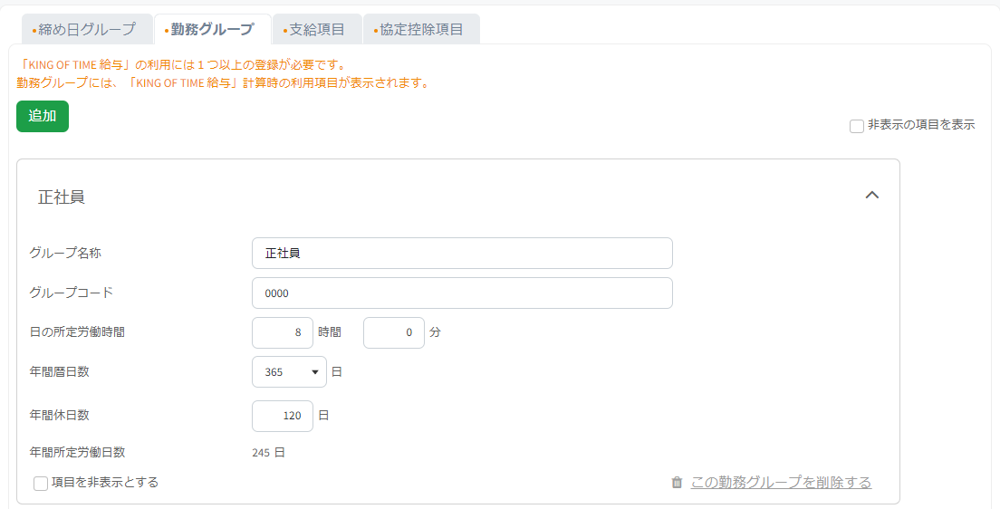 •締め日グループ •勤務グループ •支給項目 •協定控除項目
「KING OF TIME 給与」の利用には１つ以上の登録が必要です。
勤務グループには、「KING OF TIME 給与」計算時の利用項目が表示されます。
追加
非表示の項目を表示
正社員
グループ名称 正社員
グループコード 0000
日の所定労働時間 8 時間 0 分
年間暦日数 365 日
年間休日数 120 日
年間所定労働日数 245 日
項目を非表示とする この勤務グループを削除する